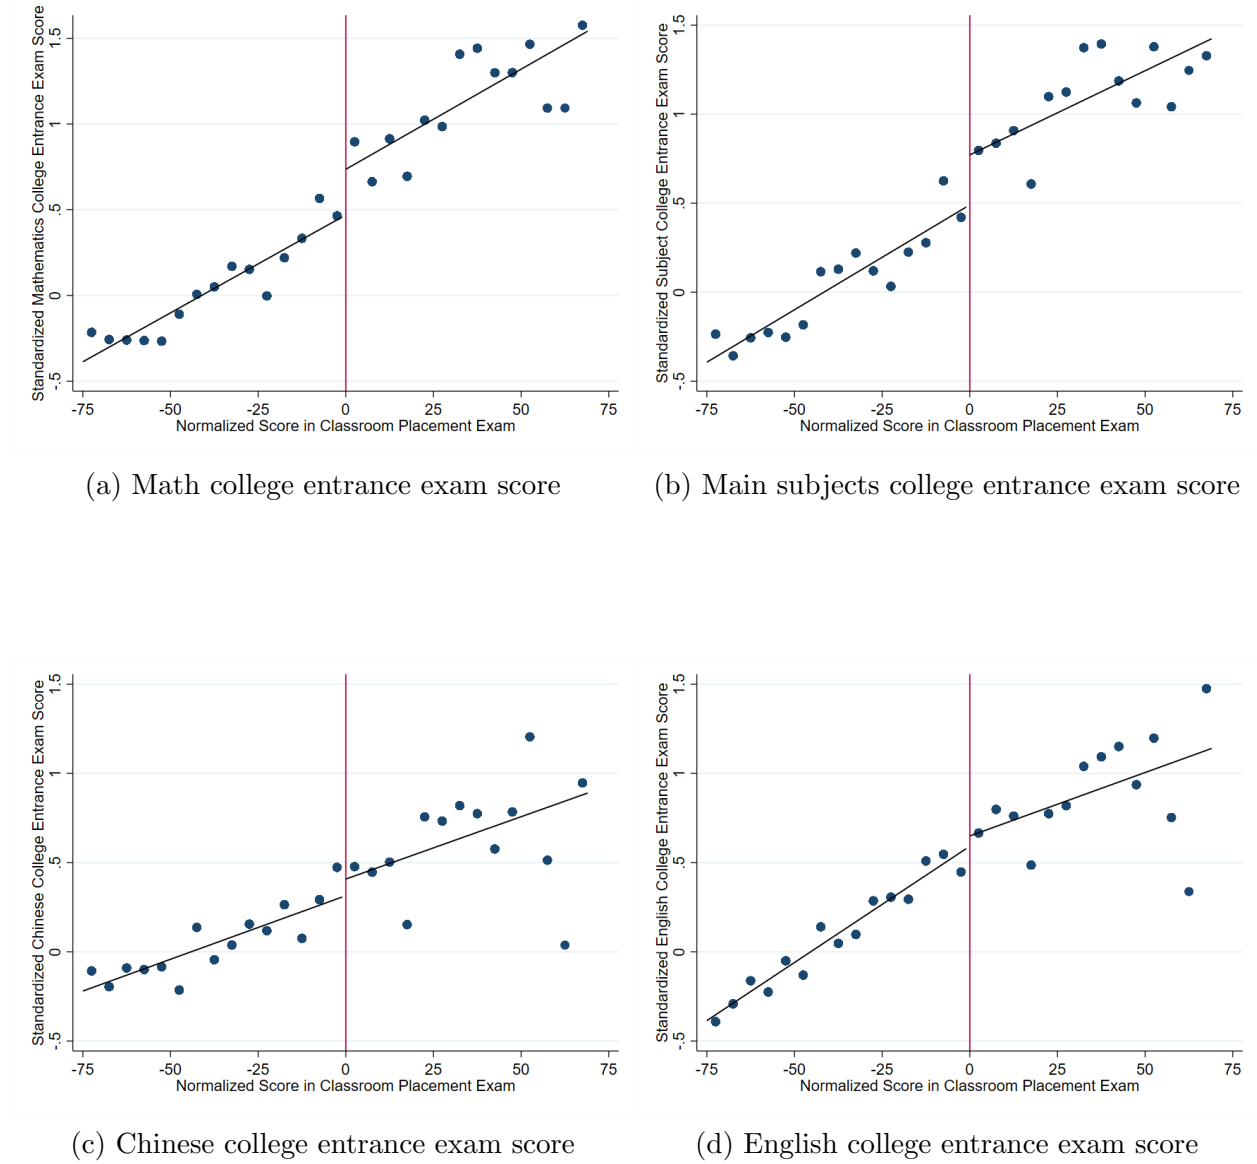 Standardized Mathematics College Entrance Exam Score
1.5
1
.5
0
-.5
-75 -50 -25 0 25 50 75
Normalized Score in Classroom Placement Exam
(a) Math college entrance exam score
Standardized Subject College Entrance Exam Score
1.5
1
.5
0
-.5
-75 -50 -25 0 25 50 75
Normalized Score in Classroom Placement Exam
(b) Main subjects college entrance exam score
Standardized Chinese College Entrance Exam Score
1.5
1
.5
0
-.5
-75 -50 -25 0 25 50 75
Normalized Score in Classroom Placement Exam
(c) Chinese college entrance exam score
Standardized English College Entrance Exam Score
1.5
1
.5
0
-.5
-75 -50 -25 0 25 50 75
Normalized Score in Classroom Placement Exam
(d) English college entrance exam score